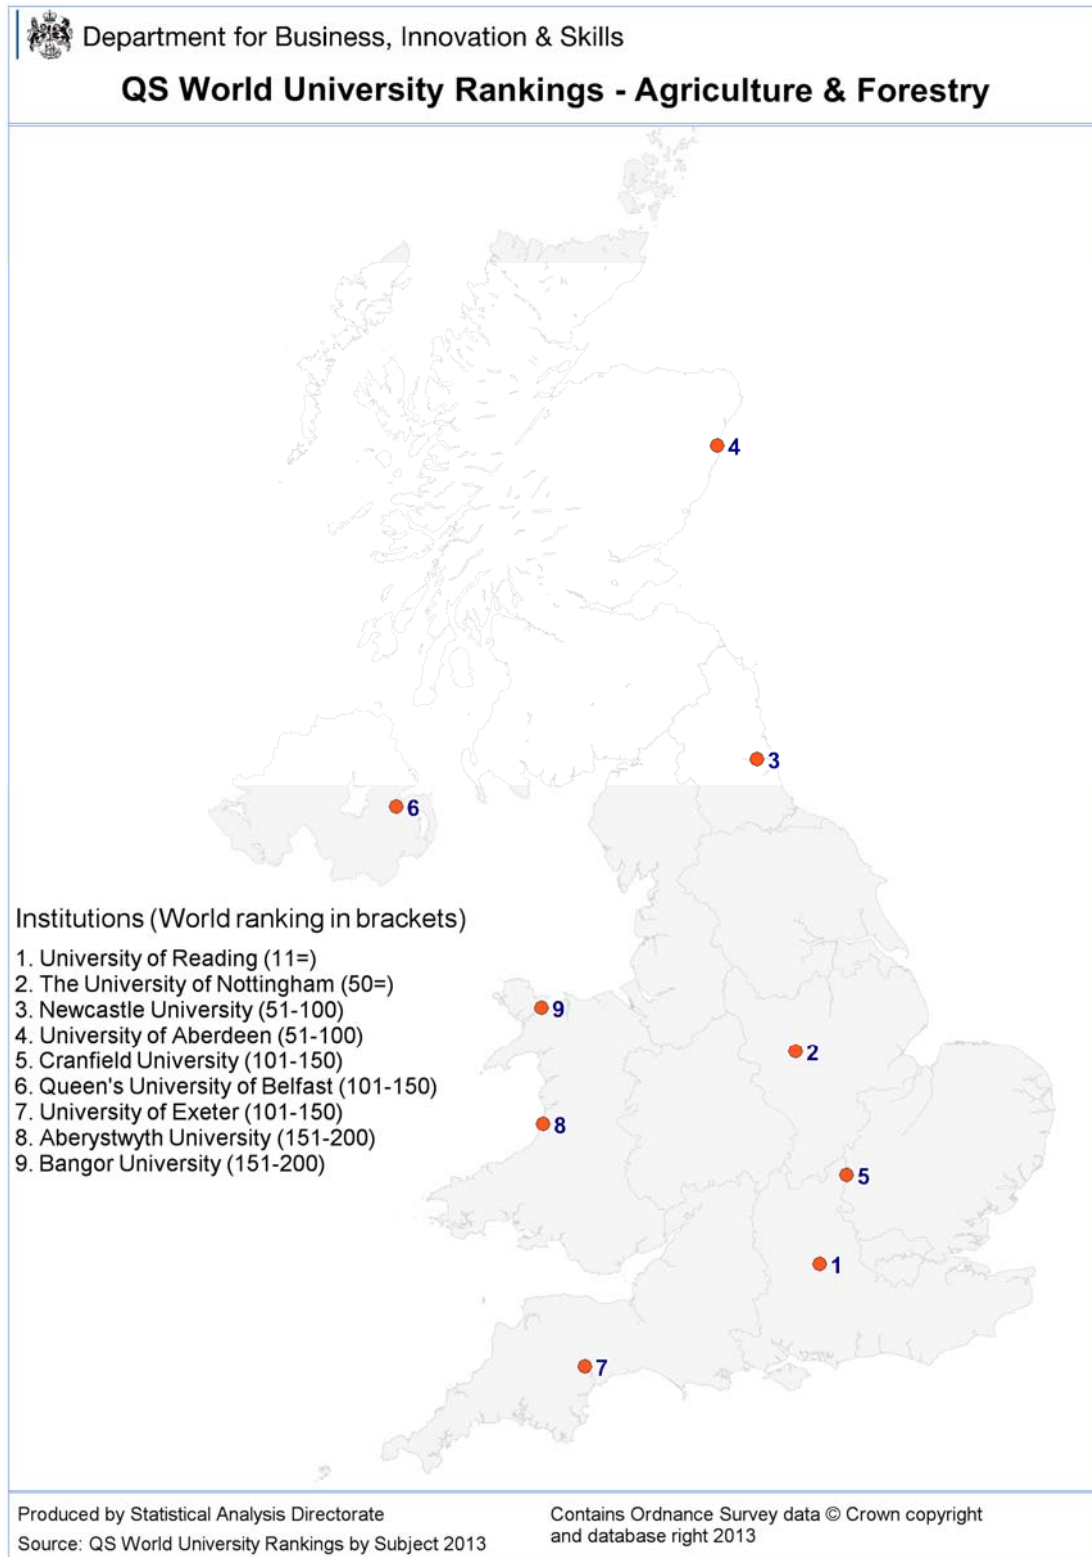 Department for Business, Innovation & Skills
QS World University Rankings - Agriculture & Forestry
4
3
6
Institutions (World ranking in brackets)
1. University of Reading (11=)
2. The University of Nottingham (50=)
3. Newcastle University (51-100)
4. University of Aberdeen (51-100)
5. Cranfield University (101-150)
6. Queen's University of Belfast (101-150)
7. University of Exeter (101-150)
8. Aberystwyth University (151-200)
9. Bangor University (151-200)
9
2
8
5
1
7
Produced by Statistical Analysis Directorate
Source: QS World University Rankings by Subject 2013
Contains Ordnance Survey data © Crown copyright
and database right 2013